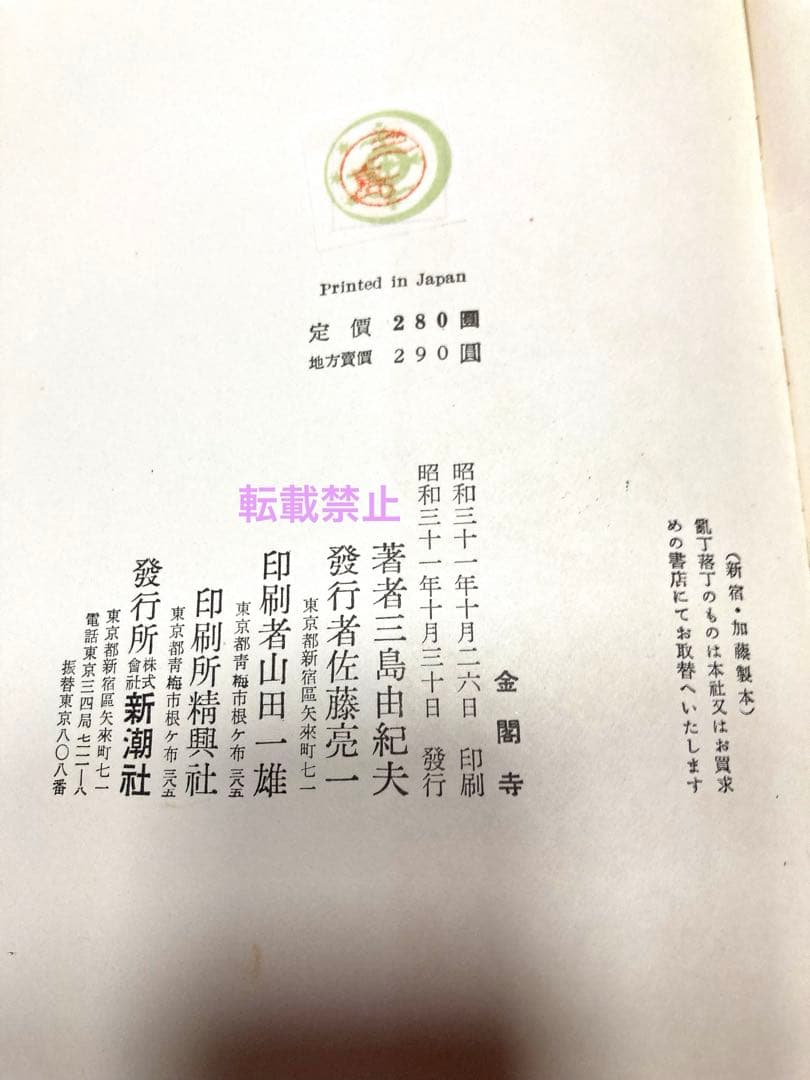 Printed in Japan
定價 280圓
地方賣價 290圓
転載禁止
(新宿・加藤製本)
亂丁落丁のものは本社又はお買求
めの書店にてお取替へいたします
金閣寺
昭和三十一年十月二六日 印刷
昭和三十一年十月三十日 發行
著者三島由紀夫
發行者佐藤亮一
東京都新宿區矢來町七一
印刷者山田一雄
東京都靑梅市根ケ布三八五
印刷所精興社
東京都靑梅市根ケ布三八五
發行所株式會社新潮社
東京都新宿區矢來町七一
電話東京三四局七一二一―八
振替東京八〇八番